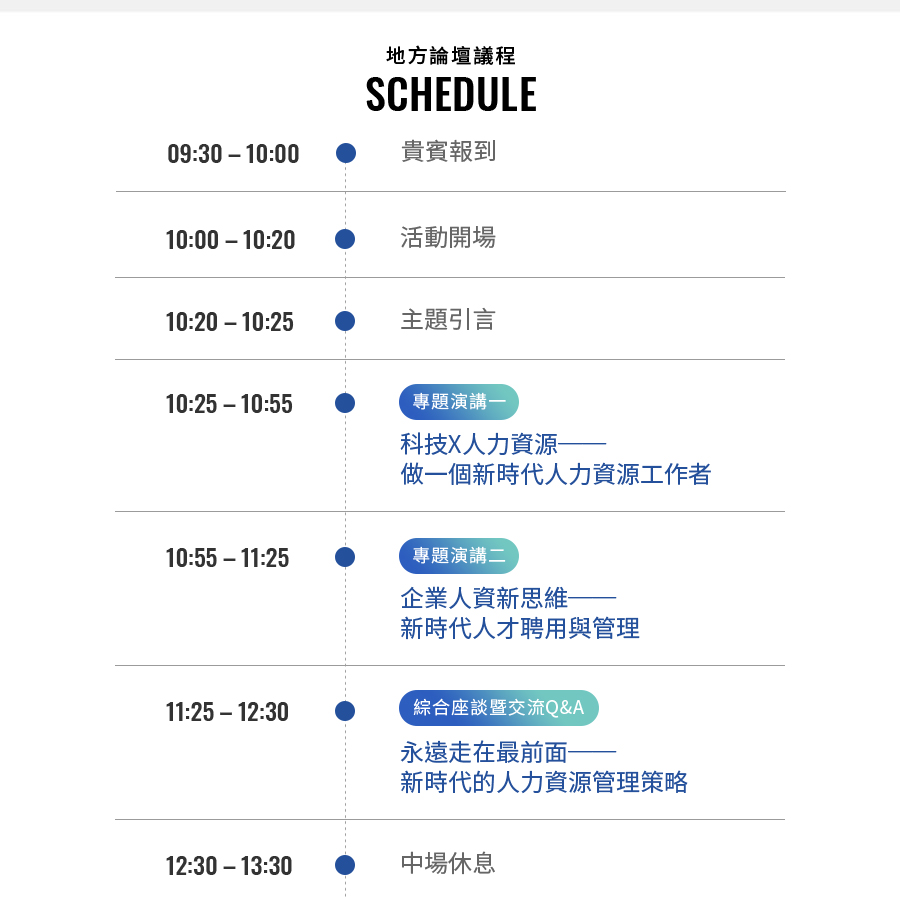 地方論壇議程
SCHEDULE
09:30 – 10:00
貴賓報到
10:00 – 10:20
活動開場
10:20 – 10:25
主題引言
10:25 – 10:55
專題演講一
科技X人力資源——
做一個新時代人力資源工作者
10:55 – 11:25
專題演講二
企業人資新思維——
新時代人才聘用與管理
11:25 – 12:30
綜合座談暨交流Q&A
永遠走在最前面——
新時代的人力資源管理策略
12:30 – 13:30
中場休息